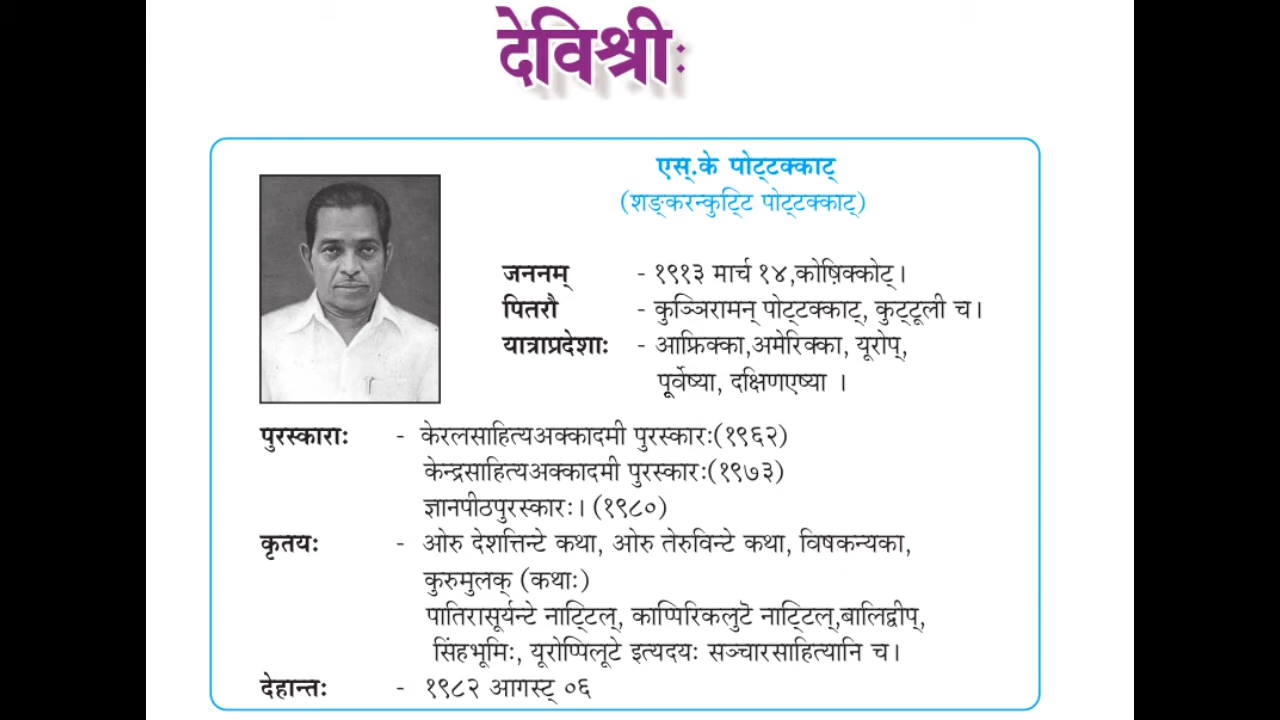 देविश्रीः
एस्.के पोट्टक्काट्
(शङ्करन्कुट्टि पोट्टक्काट्)
जननम् - १९१३ मार्च १४,कोष़िक्कोट्।
पितरौ - कुञ्ञिरामन् पोट्टक्काट्, कुट्टूली च।
यात्राप्रदेशाः - आफ्रिक्का,अमेरिक्का, यूरोप्,
पूर्वेष्या, दक्षिणएष्या ।
पुरस्काराः - केरलसाहित्यअक्कादमी पुरस्कारः(१९६२)
केन्द्रसाहित्यअक्कादमी पुरस्कारः(१९७३)
ज्ञानपीठपुरस्कारः। (१९८०)
कृतयः - ओरु देशत्तिन्टे कथा, ओरु तेरुविन्टे कथा, विषकन्यका,
कुरुमुलक् (कथाः)
पातिरासूर्यन्टे नाट्टिल्, काप्पिरिकलुटॆ नाट्टिल्,बालिद्वीप्,
सिंहभूमिः, यूरोप्पिलूटे इत्यदयः सञ्चारसाहित्यानि च।
देहान्तः - १९८२ आगस्ट् ०६